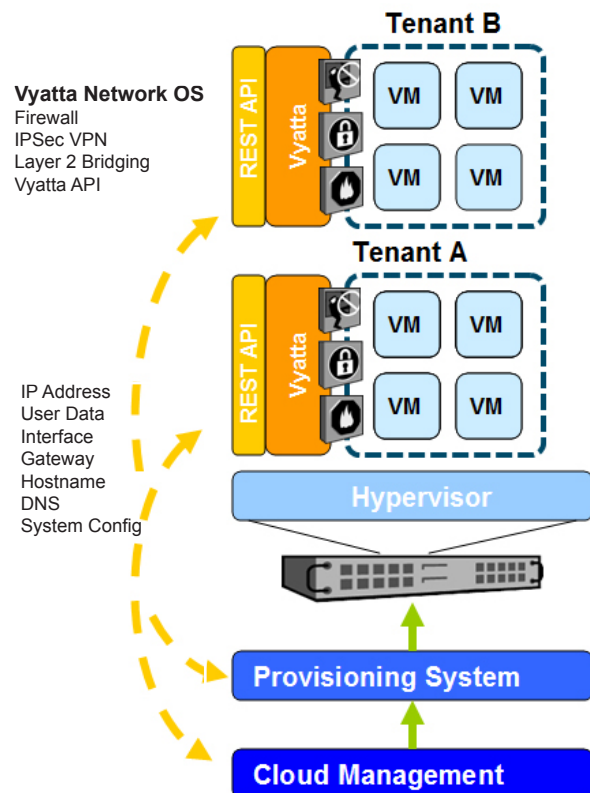 Tenant B
Vyatta Network OS
Firewall
IPSec VPN
Layer 2 Bridging
Vyatta API
REST API
Vyatta
VM
VM
VM
VM
Tenant A
REST API
Vyatta
VM
VM
VM
VM
IP Address
User Data
Interface
Gateway
Hostname
DNS
System Config
Hypervisor
Provisioning System
Cloud Management